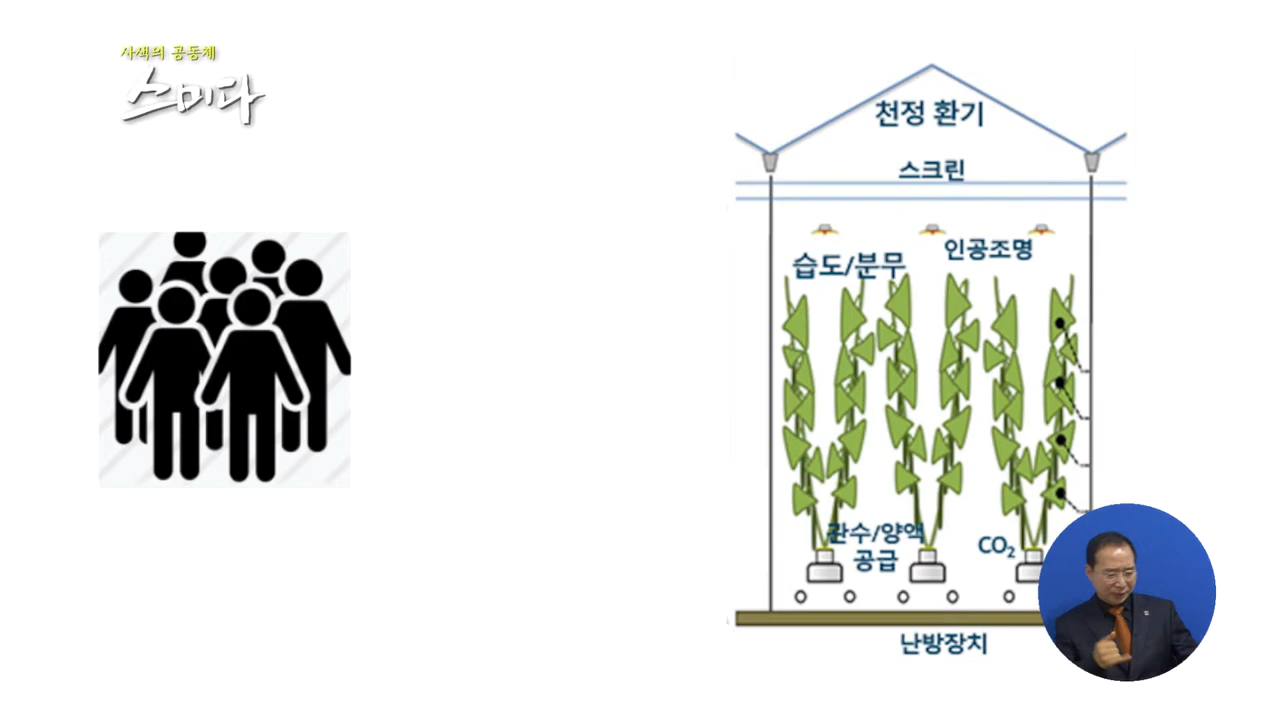 사색의 공동체
스미다
천정 환기
스크린
인공조명
습도/분무
관수/양액
공급
CO₂
난방장치